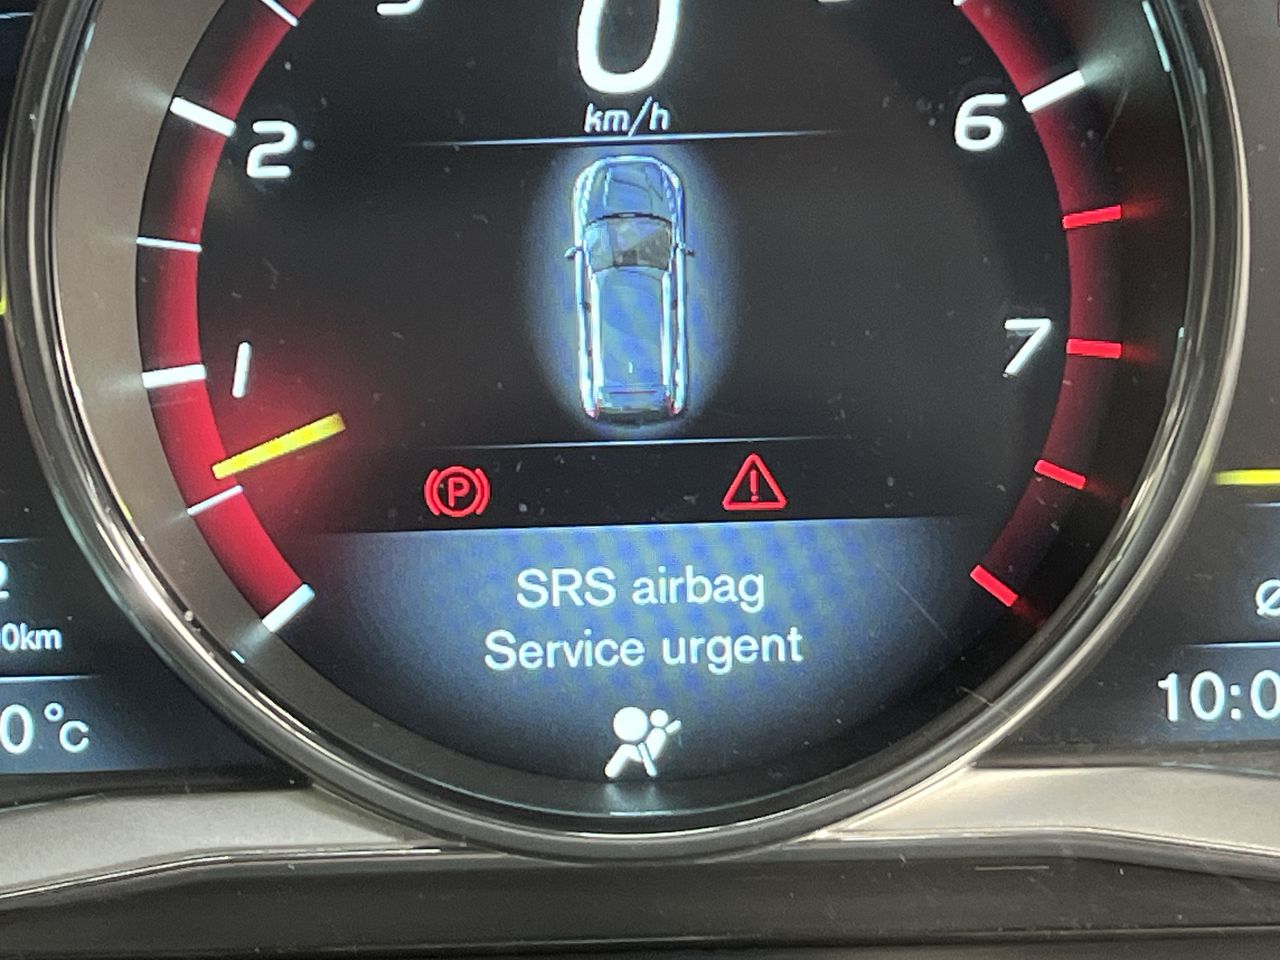 0
km/h
2
6
1
7
P
!
SRS airbag
Service urgent
0km
0°c
10:0